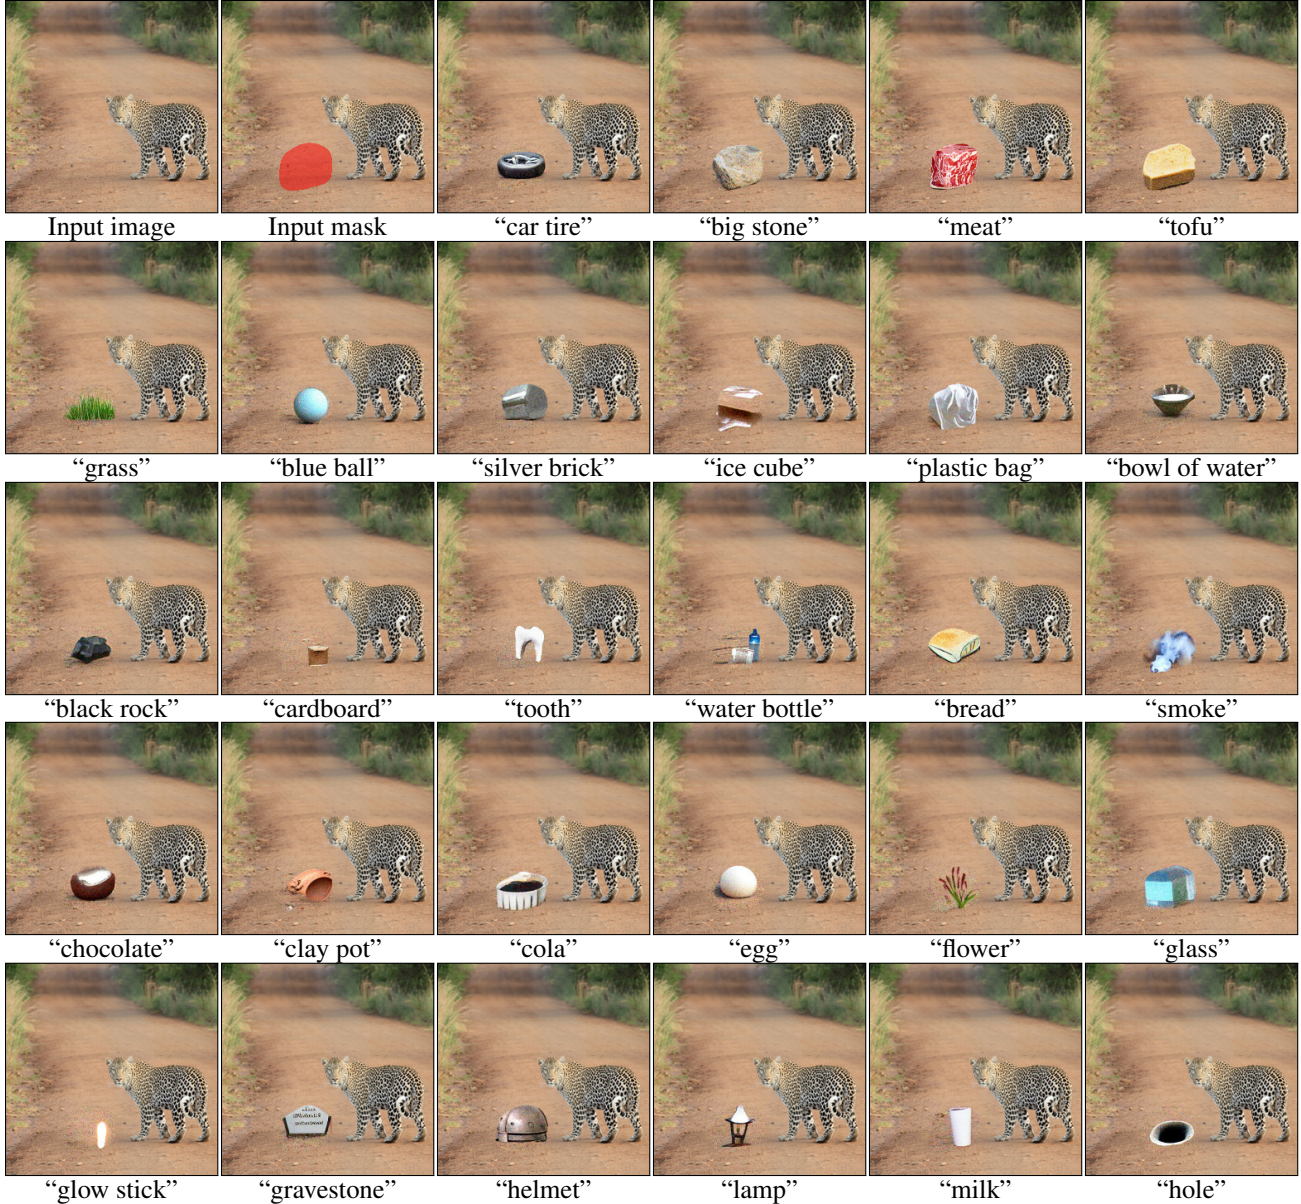 Input image Input mask “car tire” “big stone” “meat” “tofu”
“grass” “blue ball” “silver brick” “ice cube” “plastic bag” “bowl of water”
“black rock” “cardboard” “tooth” “water bottle” “bread” “smoke”
“chocolate” “clay pot” “cola” “egg” “flower” “glass”
“glow stick” “gravestone” “helmet” “lamp” “milk” “hole”